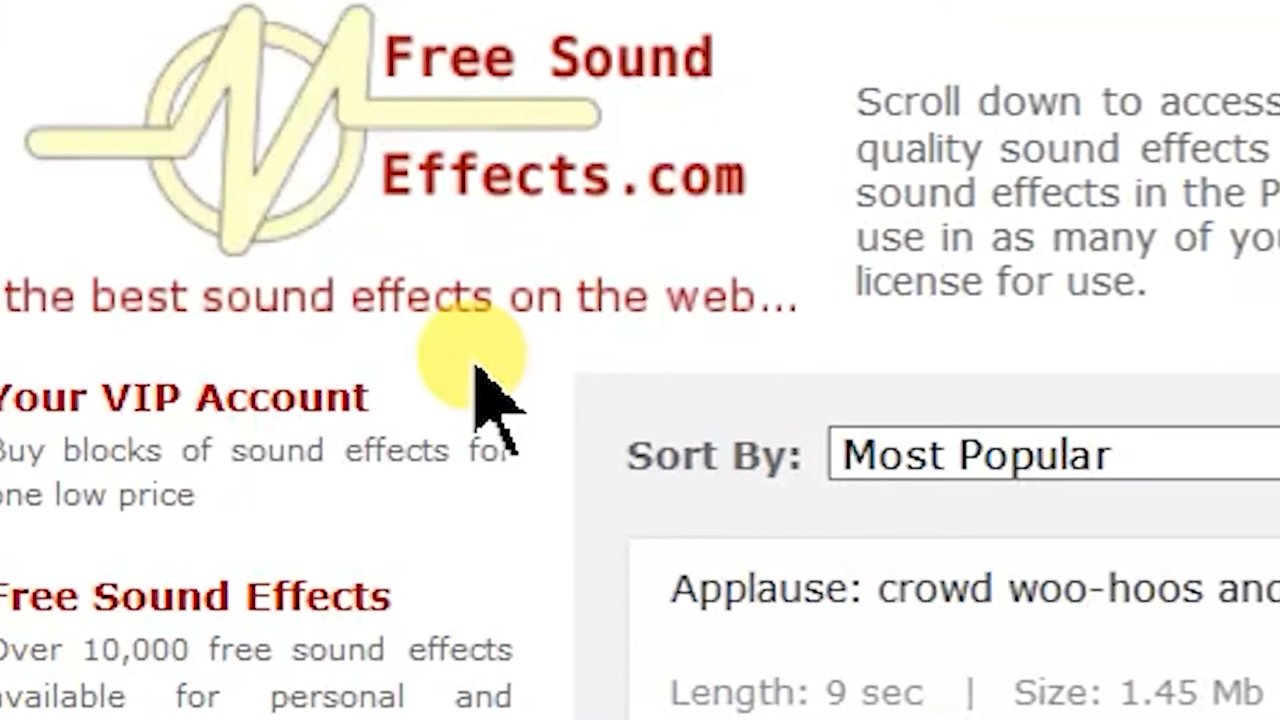 Free Sound
Effects.com
the best sound effects on the web...
Scroll down to access
quality sound effects
sound effects in the P
use in as many of you
license for use.
Your VIP Account
Buy blocks of sound effects for
one low price
Free Sound Effects
Over 10,000 free sound effects
available for personal and
Sort By: Most Popular
Applause: crowd woo-hoos and
Length: 9 sec | Size: 1.45 Mb